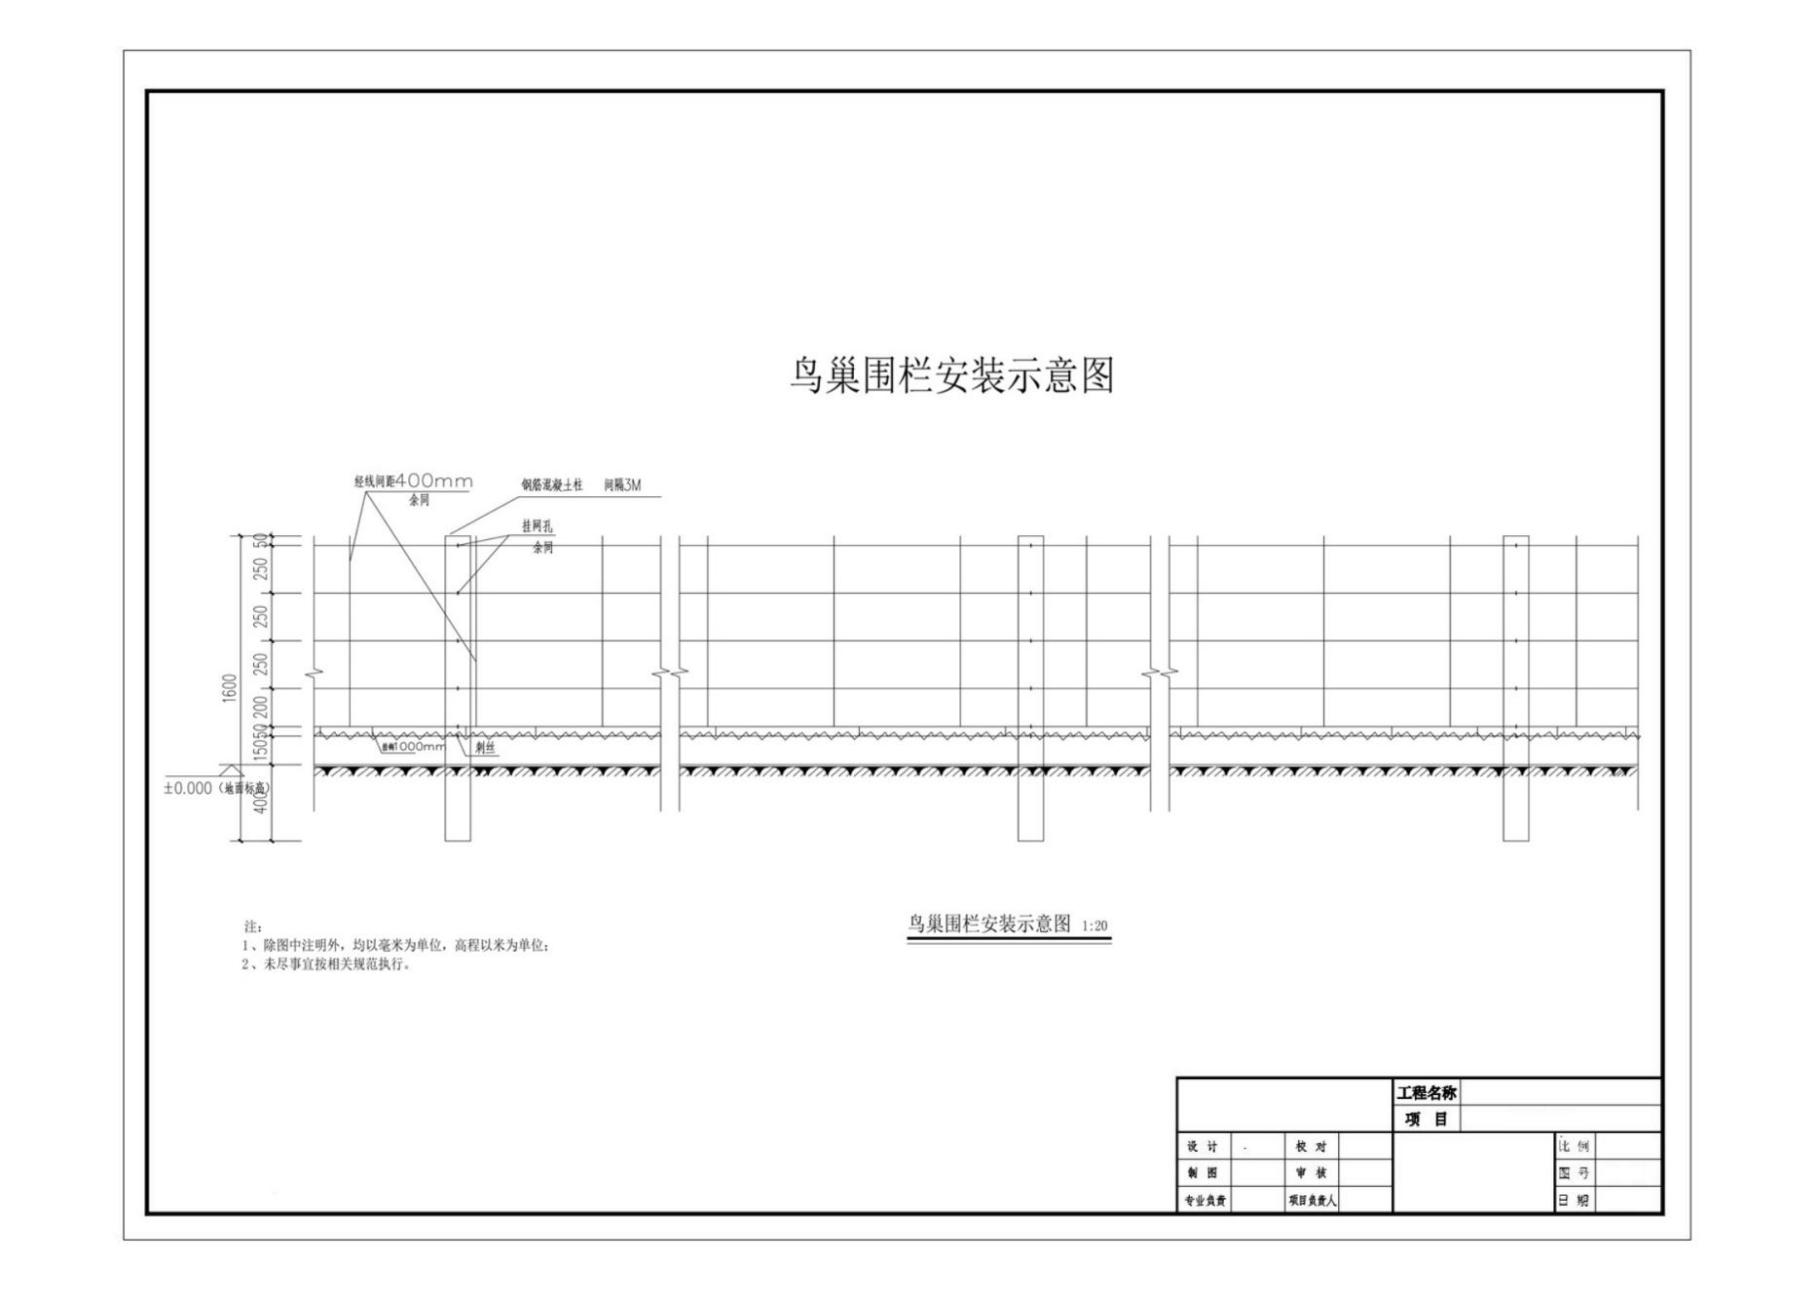 鸟巢围栏安装示意图
经线间距400mm
余同
钢筋混凝土柱 间隔3M
挂网孔
余同
50
250
250
250
200
50
150
400
1600
±0.000（地面标高）
1000mm
刺丝
鸟巢围栏安装示意图 1:20
注：
1、除图中注明外，均以毫米为单位，高程以米为单位；
2、未尽事宜按相关规范执行。
工程名称
项 目
设 计 校 对 比 例
制 图 审 核 图 号
专业负责 项目负责人 日 期